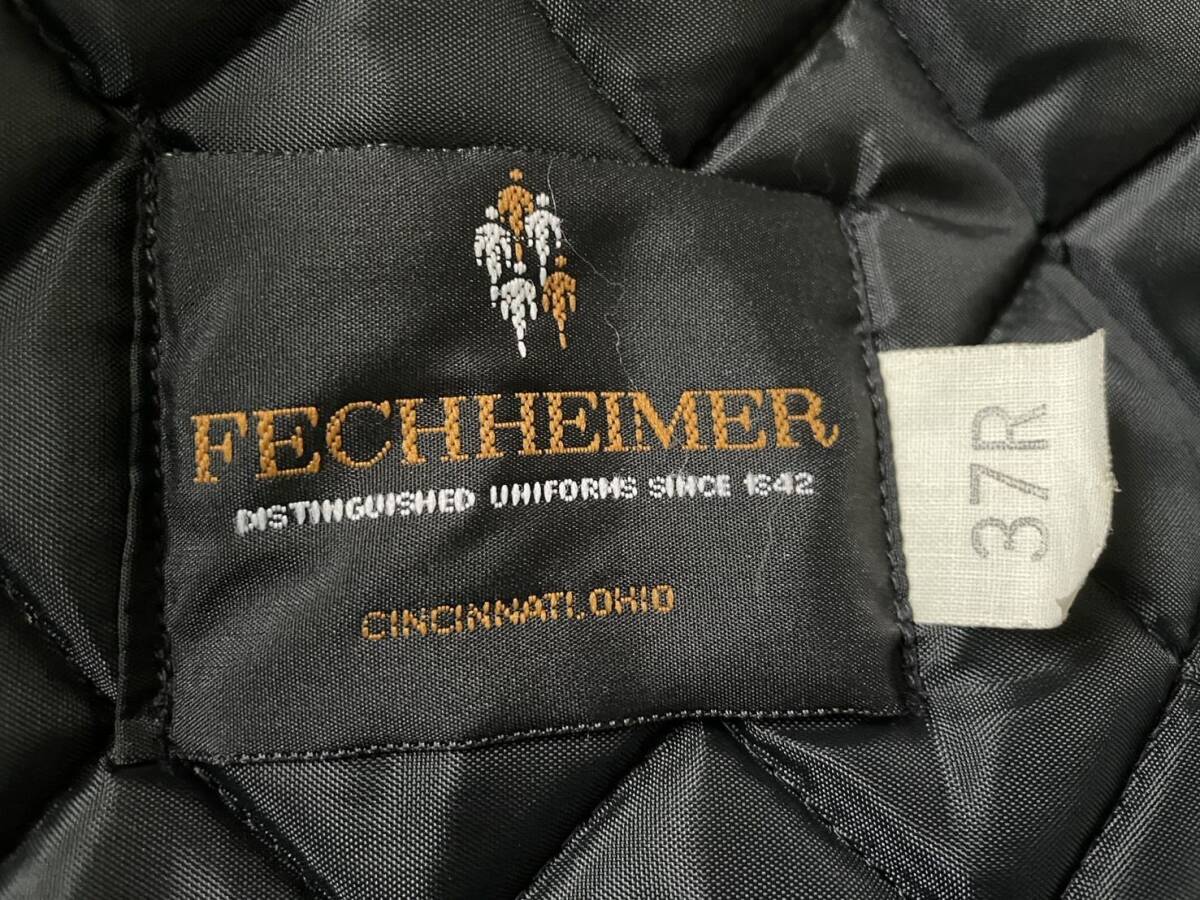 FECHHEIMER
DISTINGUISHED UNIFORMS SINCE 1842
CINCINNATI, OHIO
37R